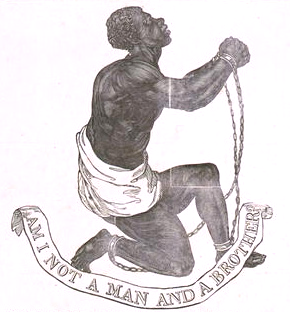 AM I NOT A MAN AND A BROTHER?